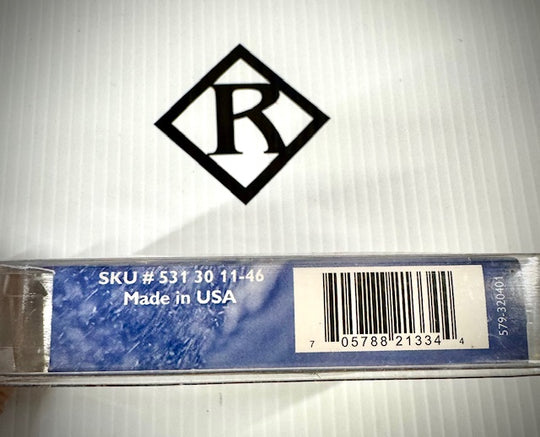 R
SKU # 531 30 11-46
Made in USA
7 05788 21334 4
579-320401